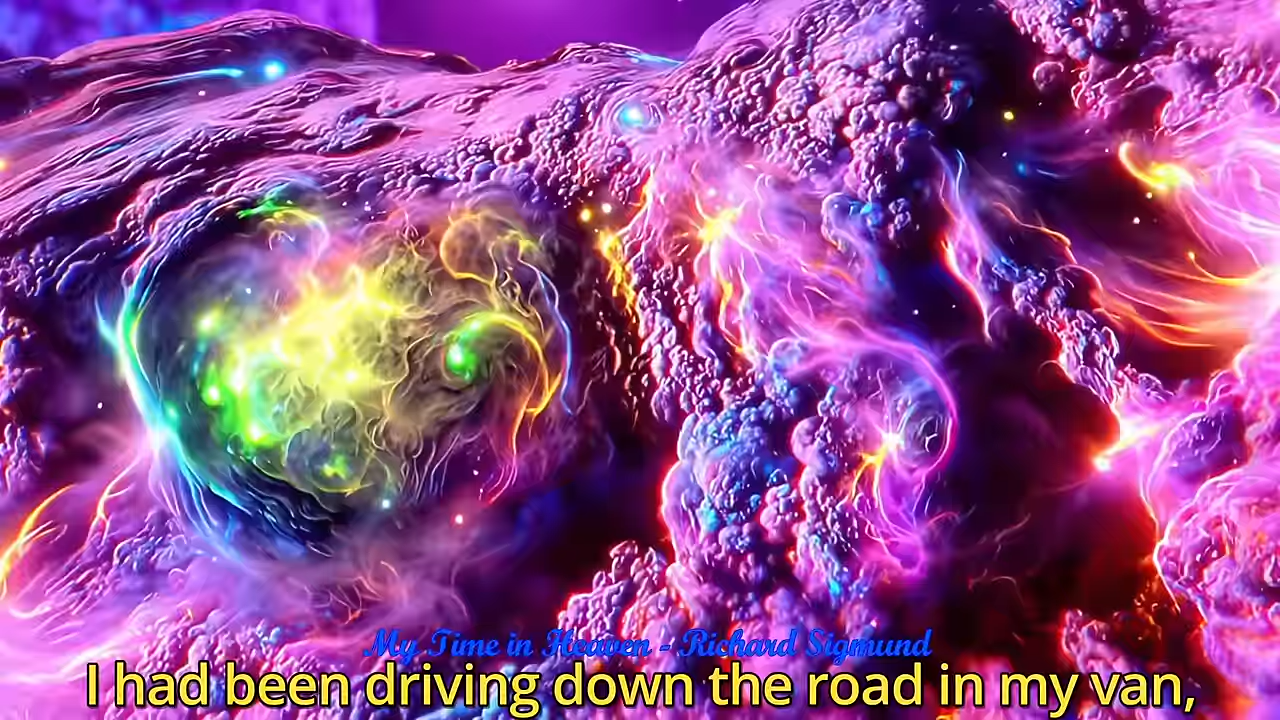 My Time in Heaven - Richard Sigmund
I had been driving down the road in my van,